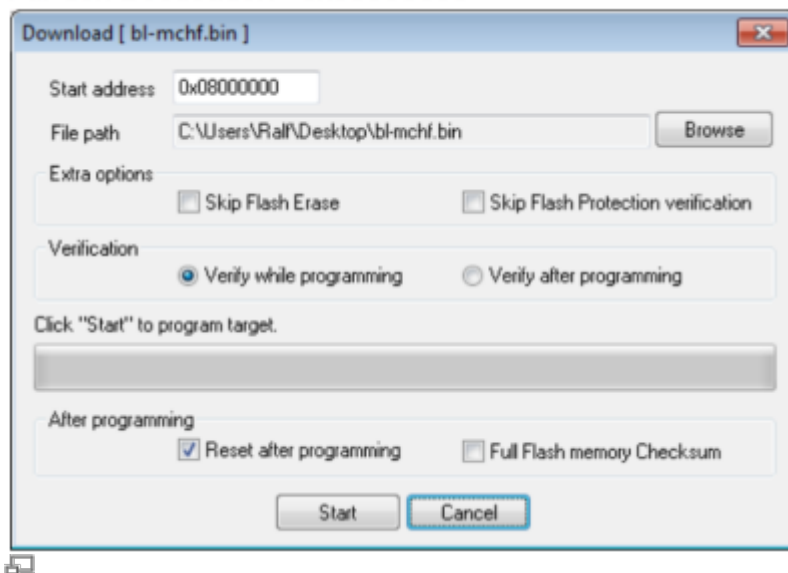 Download [ bl-mchf.bin ]
Start address 0x08000000
File path C:\Users\Ralf\Desktop\bl-mchf.bin Browse
Extra options
Skip Flash Erase Skip Flash Protection verification
Verification
Verify while programming Verify after programming
Click "Start" to program target.
After programming
Reset after programming Full Flash memory Checksum
Start Cancel